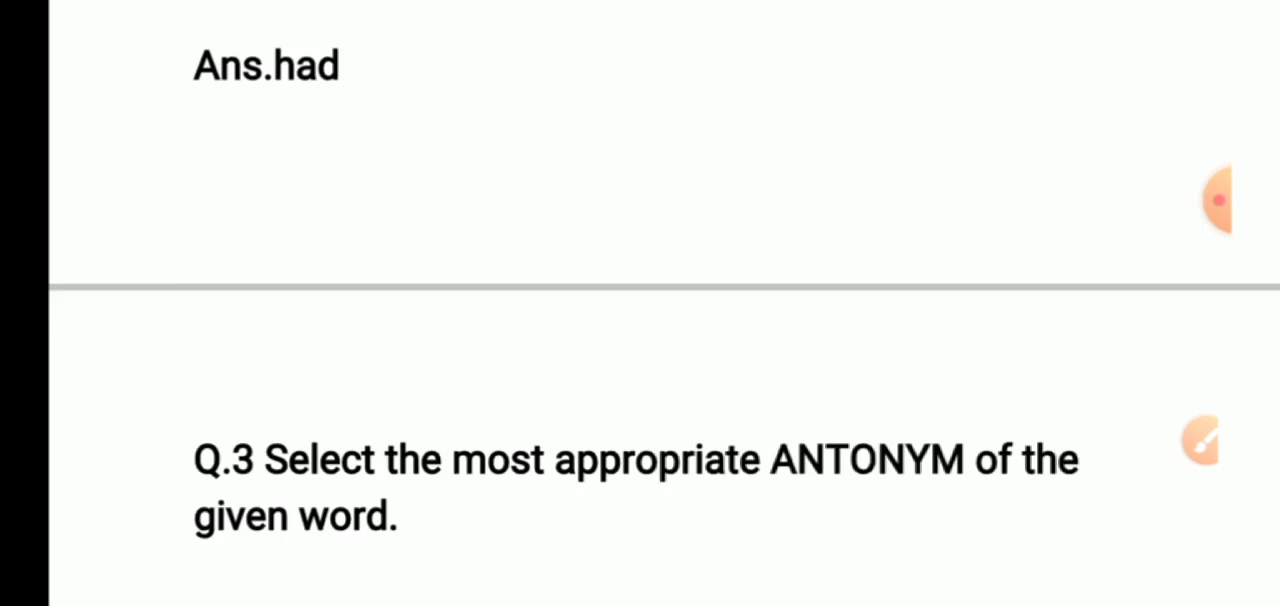 Ans.had
Q.3 Select the most appropriate ANTONYM of the
given word.